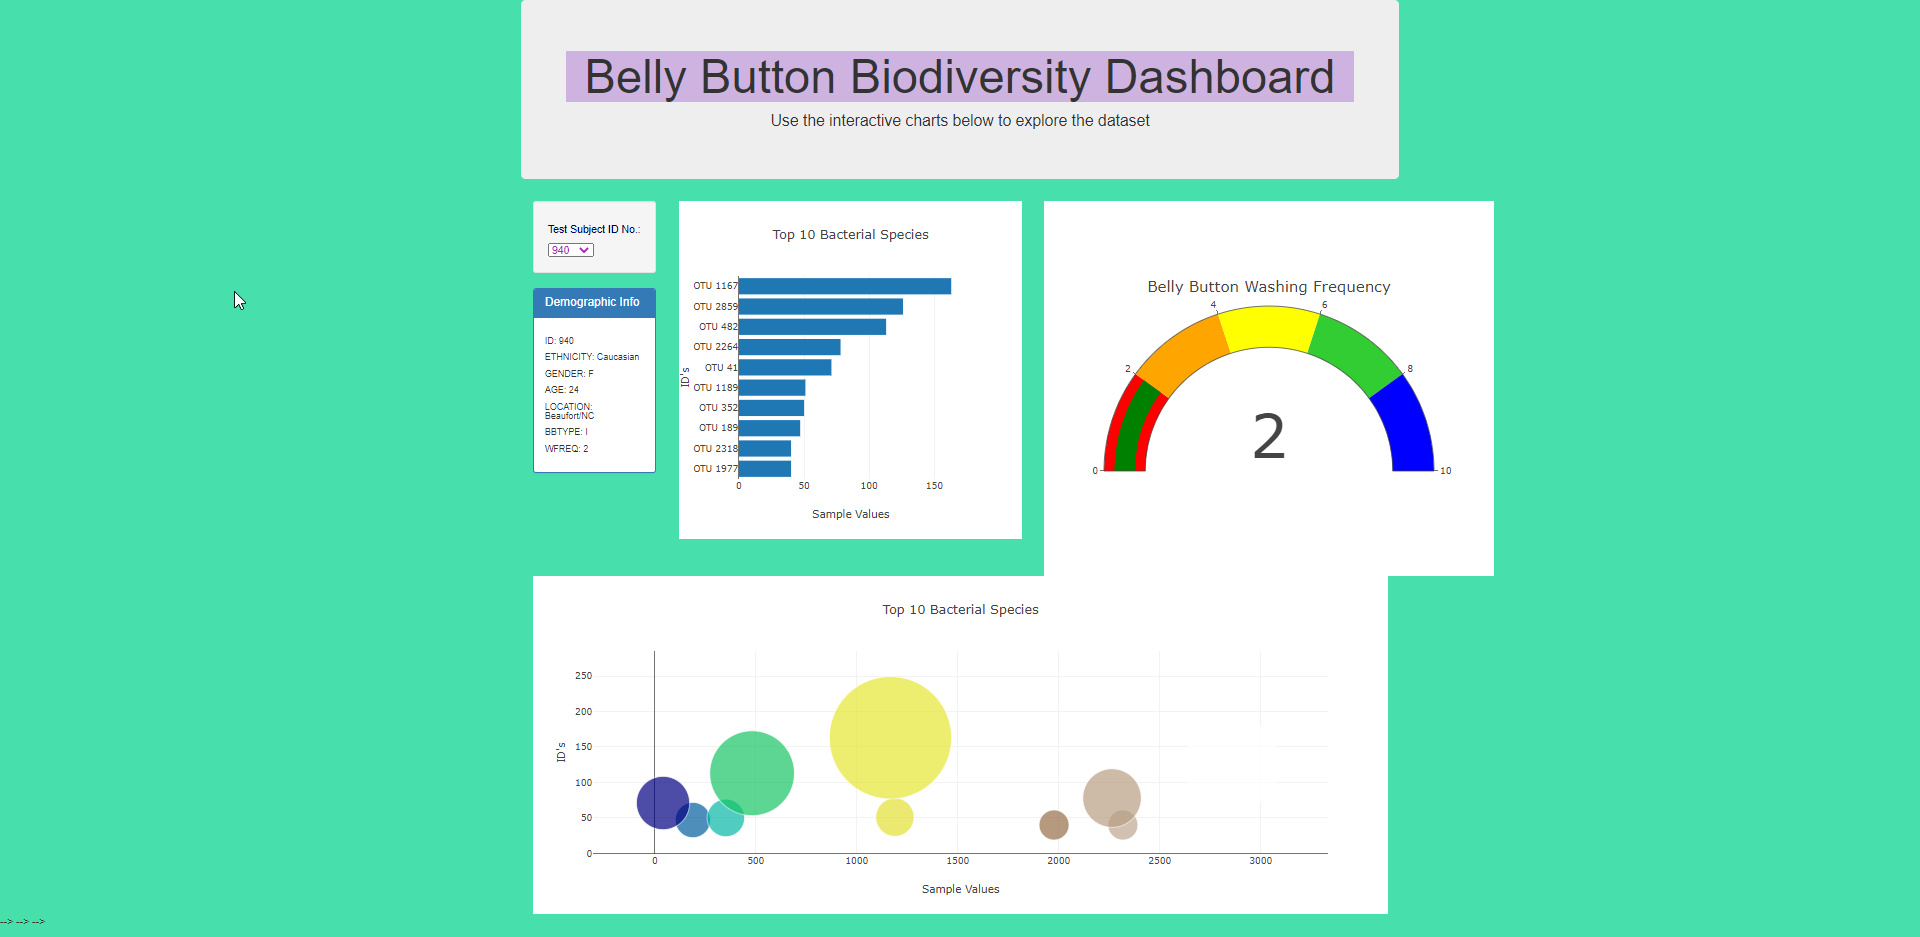 Belly Button Biodiversity Dashboard
Use the interactive charts below to explore the dataset
Test Subject ID No.:
940
Demographic Info
ID: 940
ETHNICITY: Caucasian
GENDER: F
AGE: 24
LOCATION:
Beaufort/NC
BBTYPE: I
WFREQ: 2
Top 10 Bacterial Species
ID's
OTU 1167
OTU 2859
OTU 482
OTU 2264
OTU 41
OTU 1189
OTU 352
OTU 189
OTU 2318
OTU 1977
0 50 100 150
Sample Values
Belly Button Washing Frequency
0
2
4
6
8
10
2
Top 10 Bacterial Species
ID's
250
200
150
100
50
0
0 500 1000 1500 2000 2500 3000
Sample Values
--> --> -->